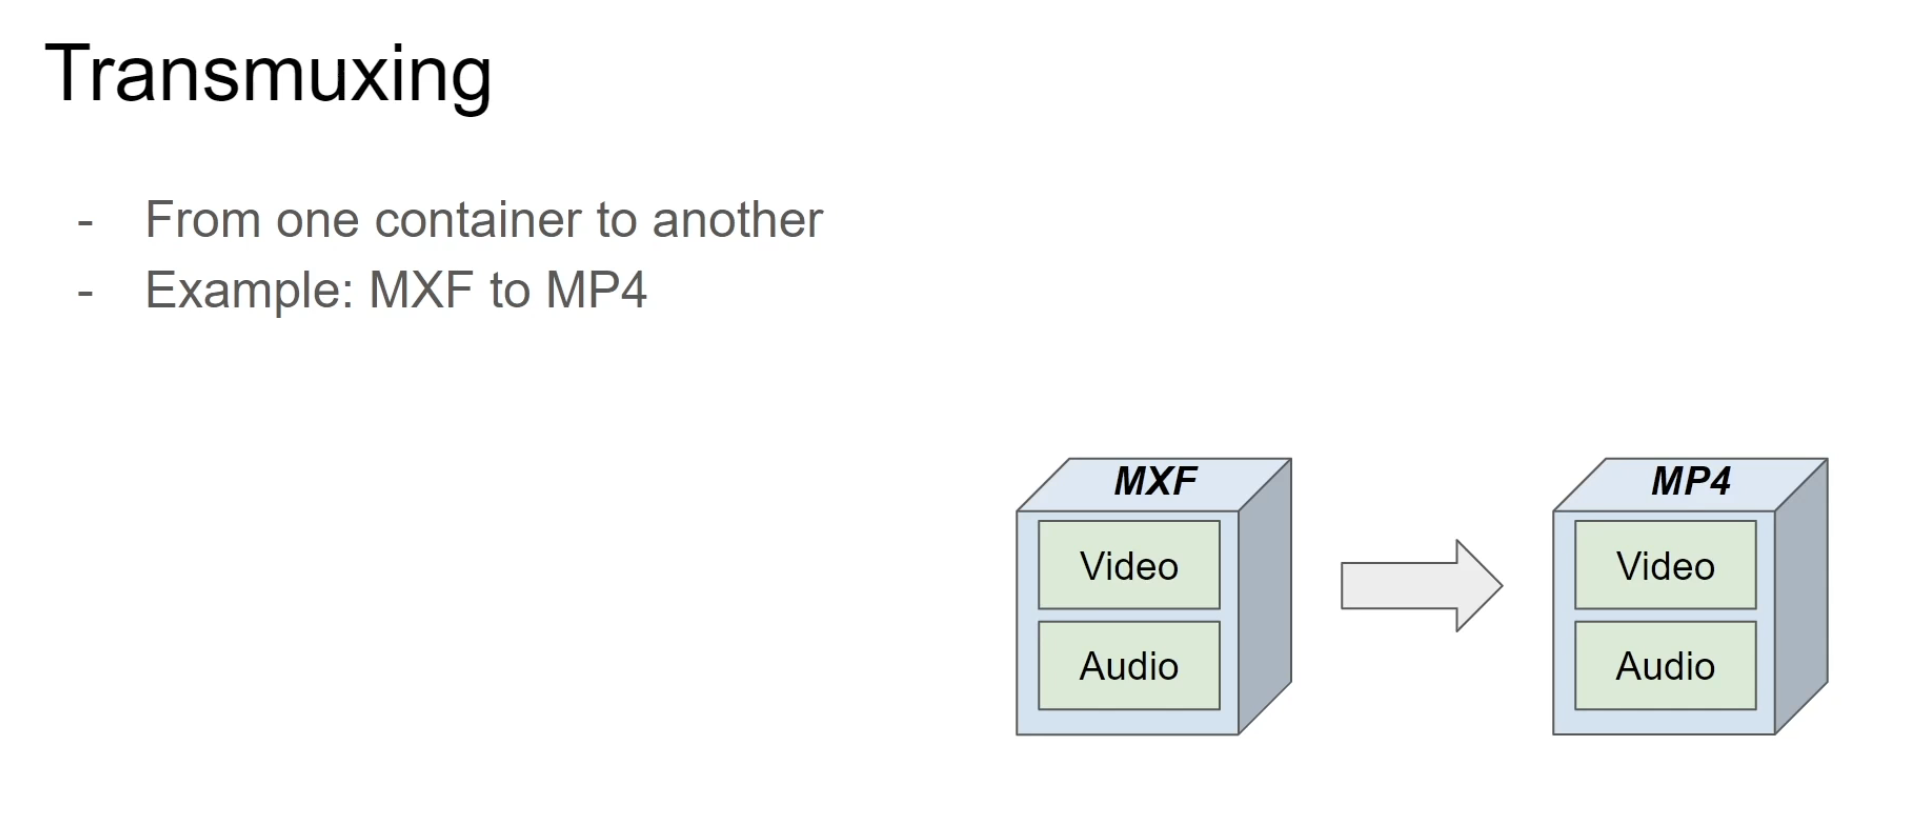 Transmuxing
- From one container to another
- Example: MXF to MP4
MXF
Video
Audio
MP4
Video
Audio